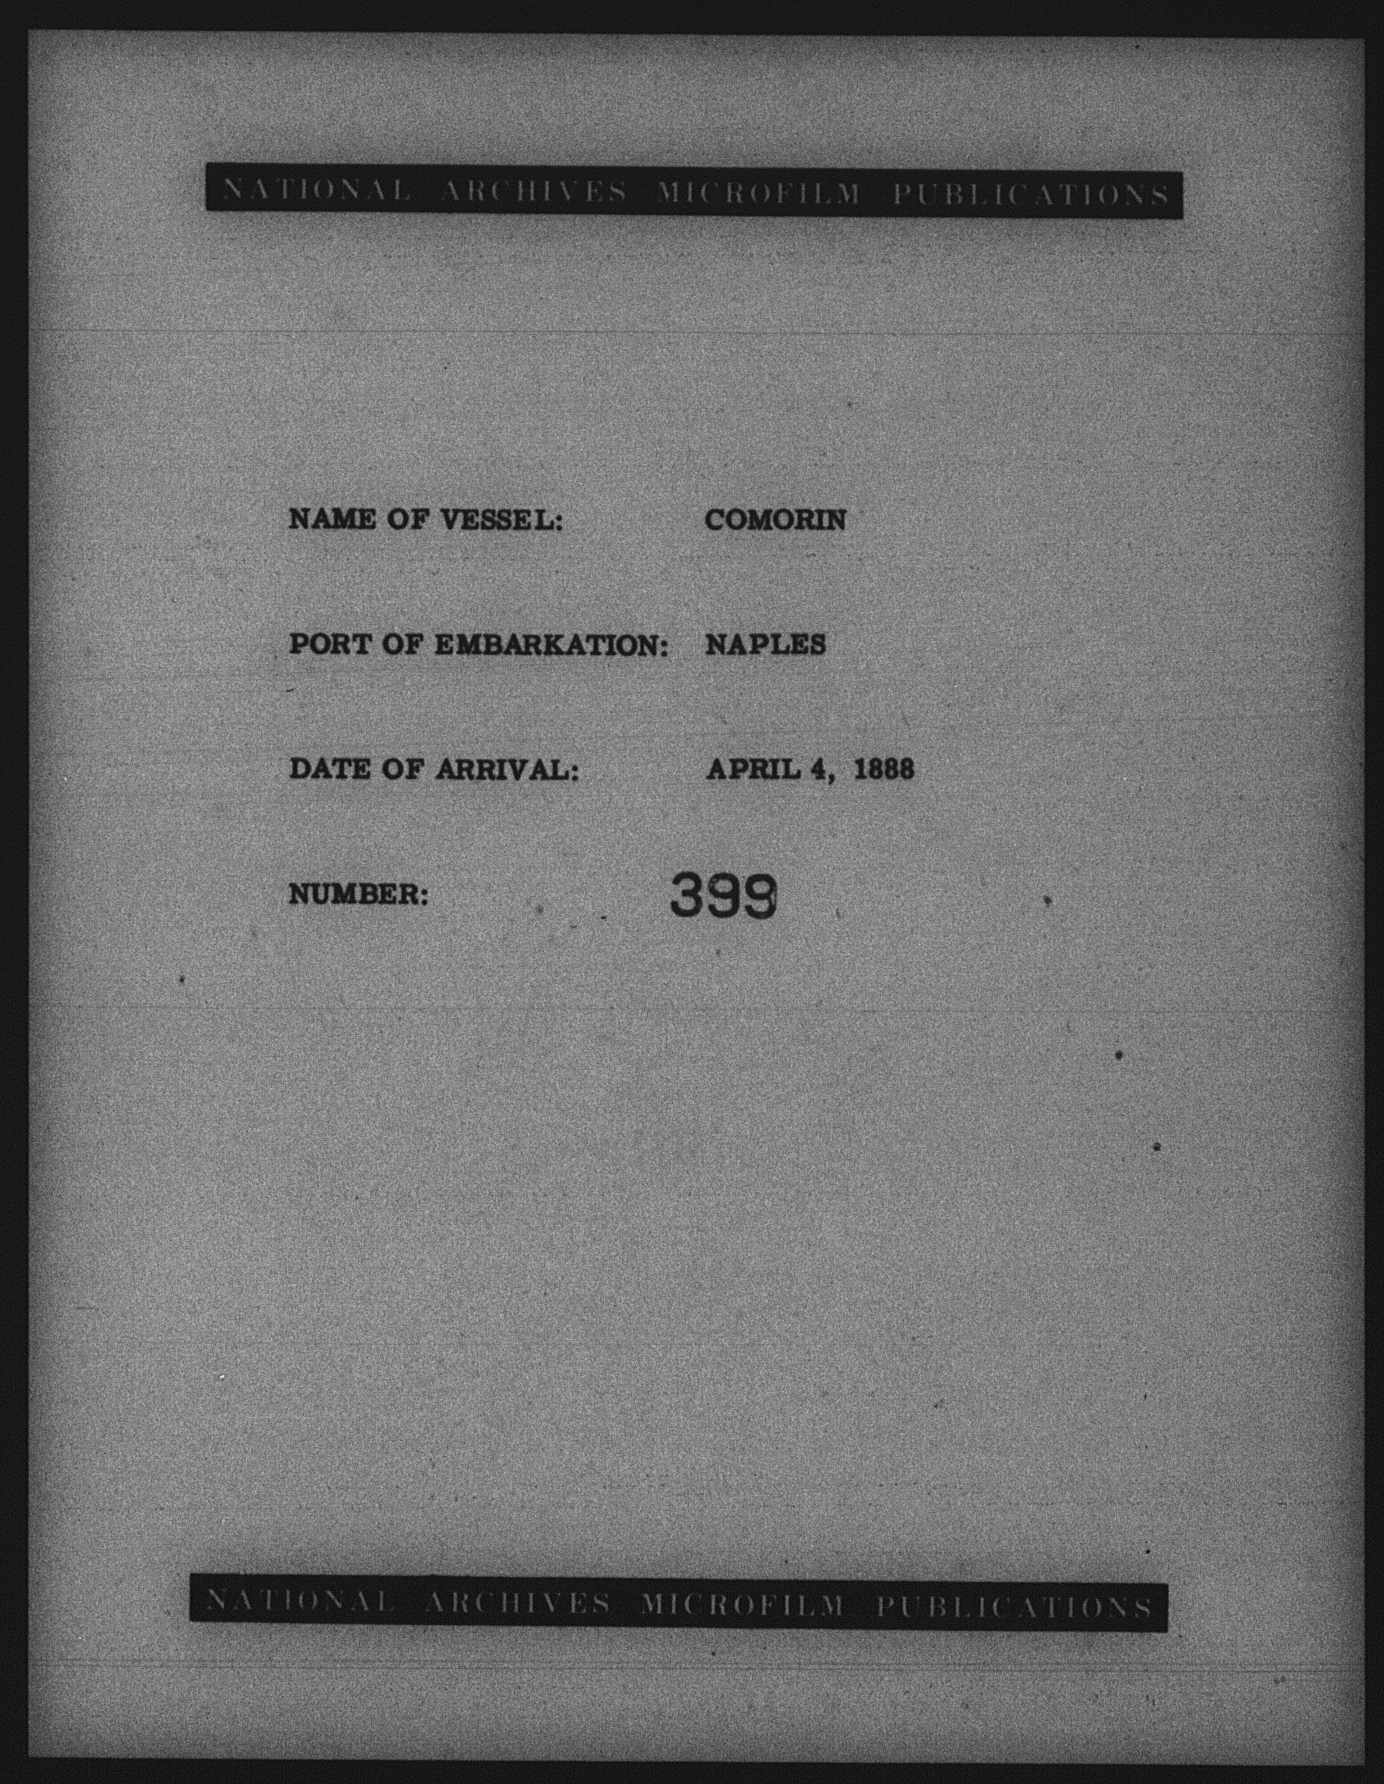 NATIONAL ARCHIVES MICROFILM PUBLICATIONS
NAME OF VESSEL: COMORIN
PORT OF EMBARKATION: NAPLES
DATE OF ARRIVAL: APRIL 4, 1888
NUMBER: 399
NATIONAL ARCHIVES MICROFILM PUBLICATIONS